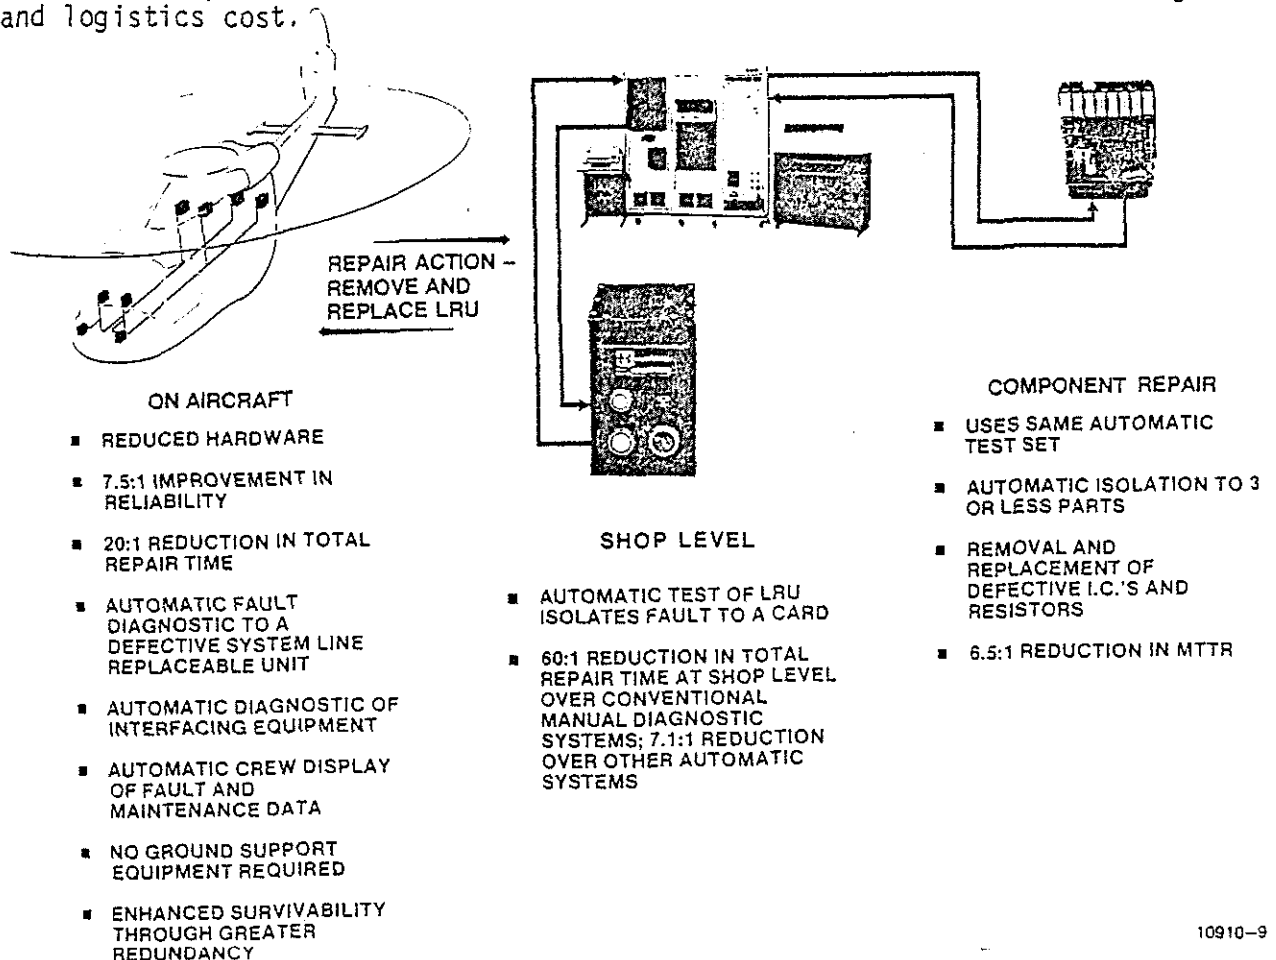 and logistics cost.
REPAIR ACTION –
REMOVE AND
REPLACE LRU
ON AIRCRAFT
■ REDUCED HARDWARE
■ 7.5:1 IMPROVEMENT IN
RELIABILITY
■ 20:1 REDUCTION IN TOTAL
REPAIR TIME
■ AUTOMATIC FAULT
DIAGNOSTIC TO A
DEFECTIVE SYSTEM LINE
REPLACEABLE UNIT
■ AUTOMATIC DIAGNOSTIC OF
INTERFACING EQUIPMENT
■ AUTOMATIC CREW DISPLAY
OF FAULT AND
MAINTENANCE DATA
■ NO GROUND SUPPORT
EQUIPMENT REQUIRED
■ ENHANCED SURVIVABILITY
THROUGH GREATER
REDUNDANCY
SHOP LEVEL
■ AUTOMATIC TEST OF LRU
ISOLATES FAULT TO A CARD
■ 60:1 REDUCTION IN TOTAL
REPAIR TIME AT SHOP LEVEL
OVER CONVENTIONAL
MANUAL DIAGNOSTIC
SYSTEMS; 7.1:1 REDUCTION
OVER OTHER AUTOMATIC
SYSTEMS
COMPONENT REPAIR
■ USES SAME AUTOMATIC
TEST SET
■ AUTOMATIC ISOLATION TO 3
OR LESS PARTS
■ REMOVAL AND
REPLACEMENT OF
DEFECTIVE I.C.'S AND
RESISTORS
■ 6.5:1 REDUCTION IN MTTR
10910–9